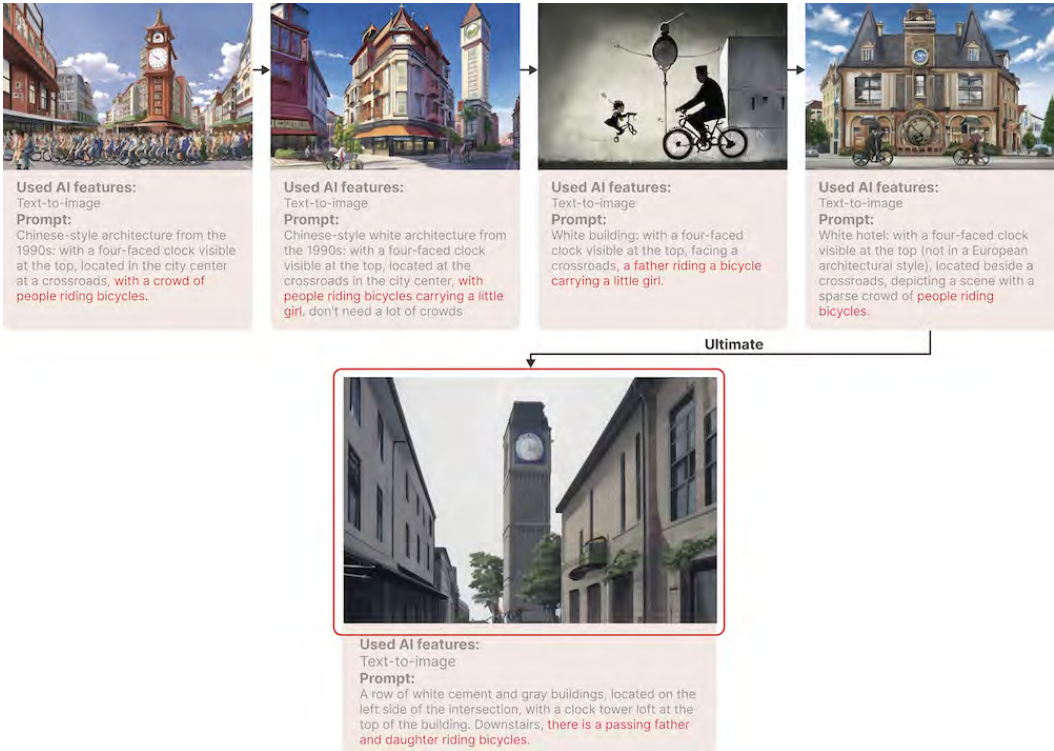 Used AI features:
Text-to-image
Prompt:
Chinese-style architecture from the
1990s: with a four-faced clock visible
at the top, located in the city center
at a crossroads, with a crowd of
people riding bicycles.
Used AI features:
Text-to-image
Prompt:
Chinese-style white architecture from
the 1990s: with a four-faced clock
visible at the top, located at the
crossroads in the city center, with
people riding bicycles carrying a little
girl, don't need a lot of crowds
Used AI features:
Text-to-image
Prompt:
White building: with a four-faced
clock visible at the top, facing a
crossroads, a father riding a bicycle
carrying a little girl.
Used AI features:
Text-to-image
Prompt:
White hotel: with a four-faced clock
visible at the top (not in a European
architectural style), located beside a
crossroads, depicting a scene with a
sparse crowd of people riding
bicycles.
Ultimate
Used AI features:
Text-to-image
Prompt:
A row of white cement and gray buildings, located on the
left side of the intersection, with a clock tower loft at the
top of the building. Downstairs, there is a passing father
and daughter riding bicycles.